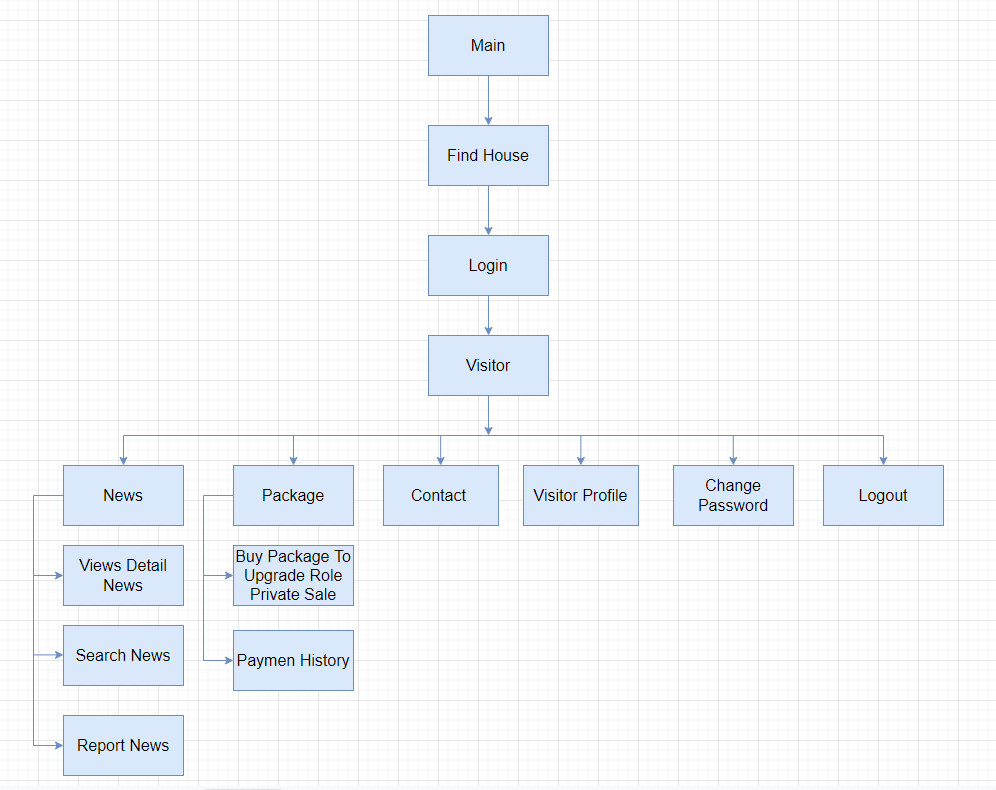 Main
Find House
Login
Visitor
News
Package
Contact
Visitor Profile
Change
Password
Logout
Views Detail
News
Buy Package To
Upgrade Role
Private Sale
Search News
Paymen History
Report News